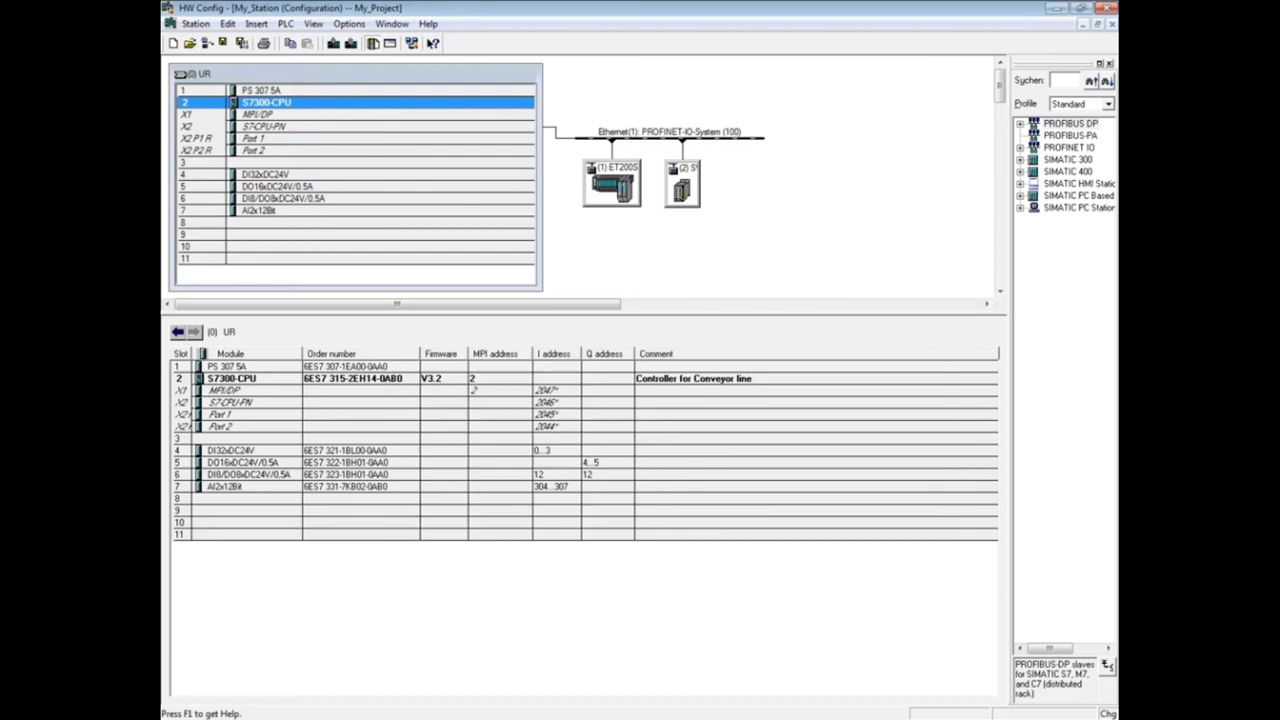 HW Config - [My_Station (Configuration) -- My_Project]
Station Edit Insert PLC View Options Window Help
(0) UR
1 PS 307 5A
2 S7300-CPU
X1 MPI/DP
X2 S7-CPU-PN
X2 P1 R Port 1
X2 P2 R Port 2
3
4 DI32xDC24V
5 DO16xDC24V/0.5A
6 DI8/DO8xDC24V/0.5A
7 AI2x12Bit
8
9
10
11
Ethernet(1): PROFINET-IO-System (100)
(1) ET200S
(2) S
Suchen:
Profile Standard
PROFIBUS DP
PROFIBUS-PA
PROFINET IO
SIMATIC 300
SIMATIC 400
SIMATIC HMI Static
SIMATIC PC Based
SIMATIC PC Station
(0) UR
Slot Module Order number Firmware MPI address I address Q address Comment
1 PS 307 5A 6ES7 307-1EA00-0AA0
2 S7300-CPU 6ES7 315-2EH14-0AB0 V3.2 2 Controller for Conveyor line
X1 MPI/DP 2 2047*
X2 S7-CPU-PN 2046*
X2 Port 1 2045*
X2 Port 2 2044*
3
4 DI32xDC24V 6ES7 321-1BL00-0AA0 0...3
5 DO16xDC24V/0.5A 6ES7 322-1BH01-0AA0 4...5
6 DI8/DO8xDC24V/0,5A 6ES7 323-1BH01-0AA0 12 12
7 AI2x12Bit 6ES7 331-7KB02-0AB0 304...307
8
9
10
11
PROFIBUS-DP slaves
for SIMATIC S7, M7,
and C7 (distributed
rack)
Press F1 to get Help.
Chg